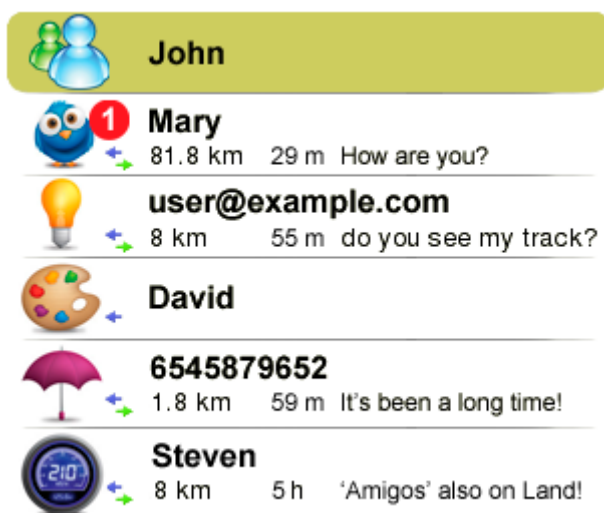 John
1
Mary
81.8 km 29 m How are you?
user@example.com
8 km 55 m do you see my track?
David
6545879652
1.8 km 59 m It's been a long time!
Steven
210
8 km 5 h ‘Amigos’ also on Land!